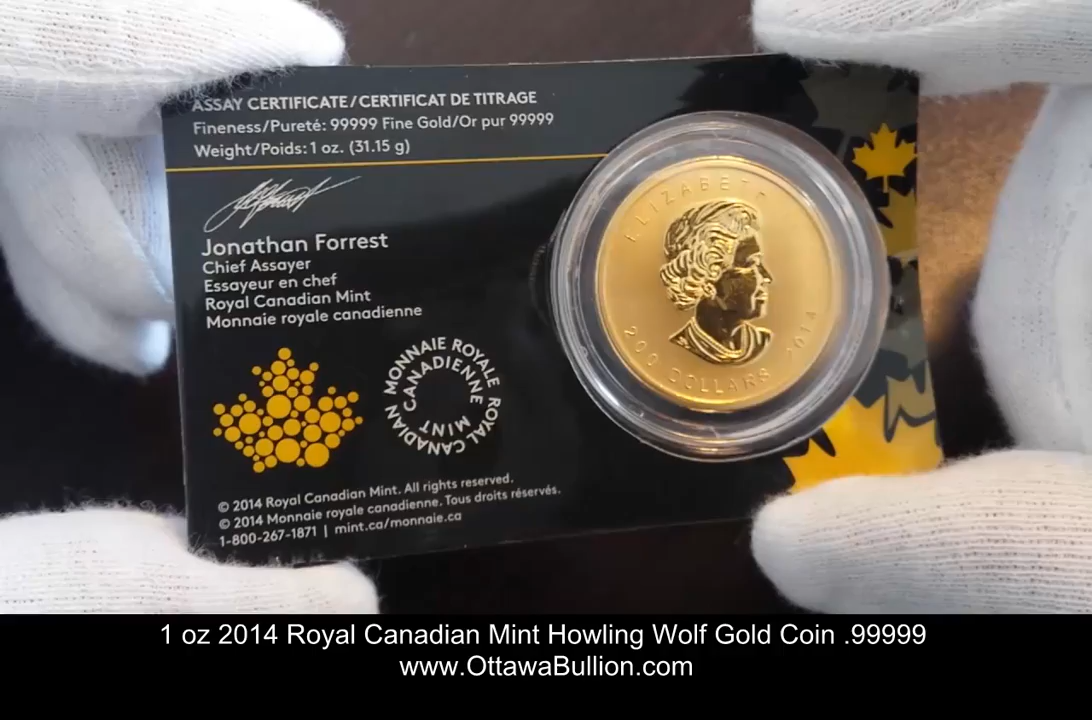 ASSAY CERTIFICATE/CERTIFICAT DE TITRAGE
Fineness/Pureté: 99999 Fine Gold/Or pur 99999
Weight/Poids: 1 oz. (31.15 g)
Jonathan Forrest
Chief Assayer
Essayeur en chef
Royal Canadian Mint
Monnaie royale canadienne
MONNAIE ROYALE CANADIENNE
ROYAL CANADIAN MINT
ELIZABETH
200 DOLLARS 2014
© 2014 Royal Canadian Mint. All rights reserved.
© 2014 Monnaie royale canadienne. Tous droits réservés.
1-800-267-1871 | mint.ca/monnaie.ca
1 oz 2014 Royal Canadian Mint Howling Wolf Gold Coin .99999
www.OttawaBullion.com